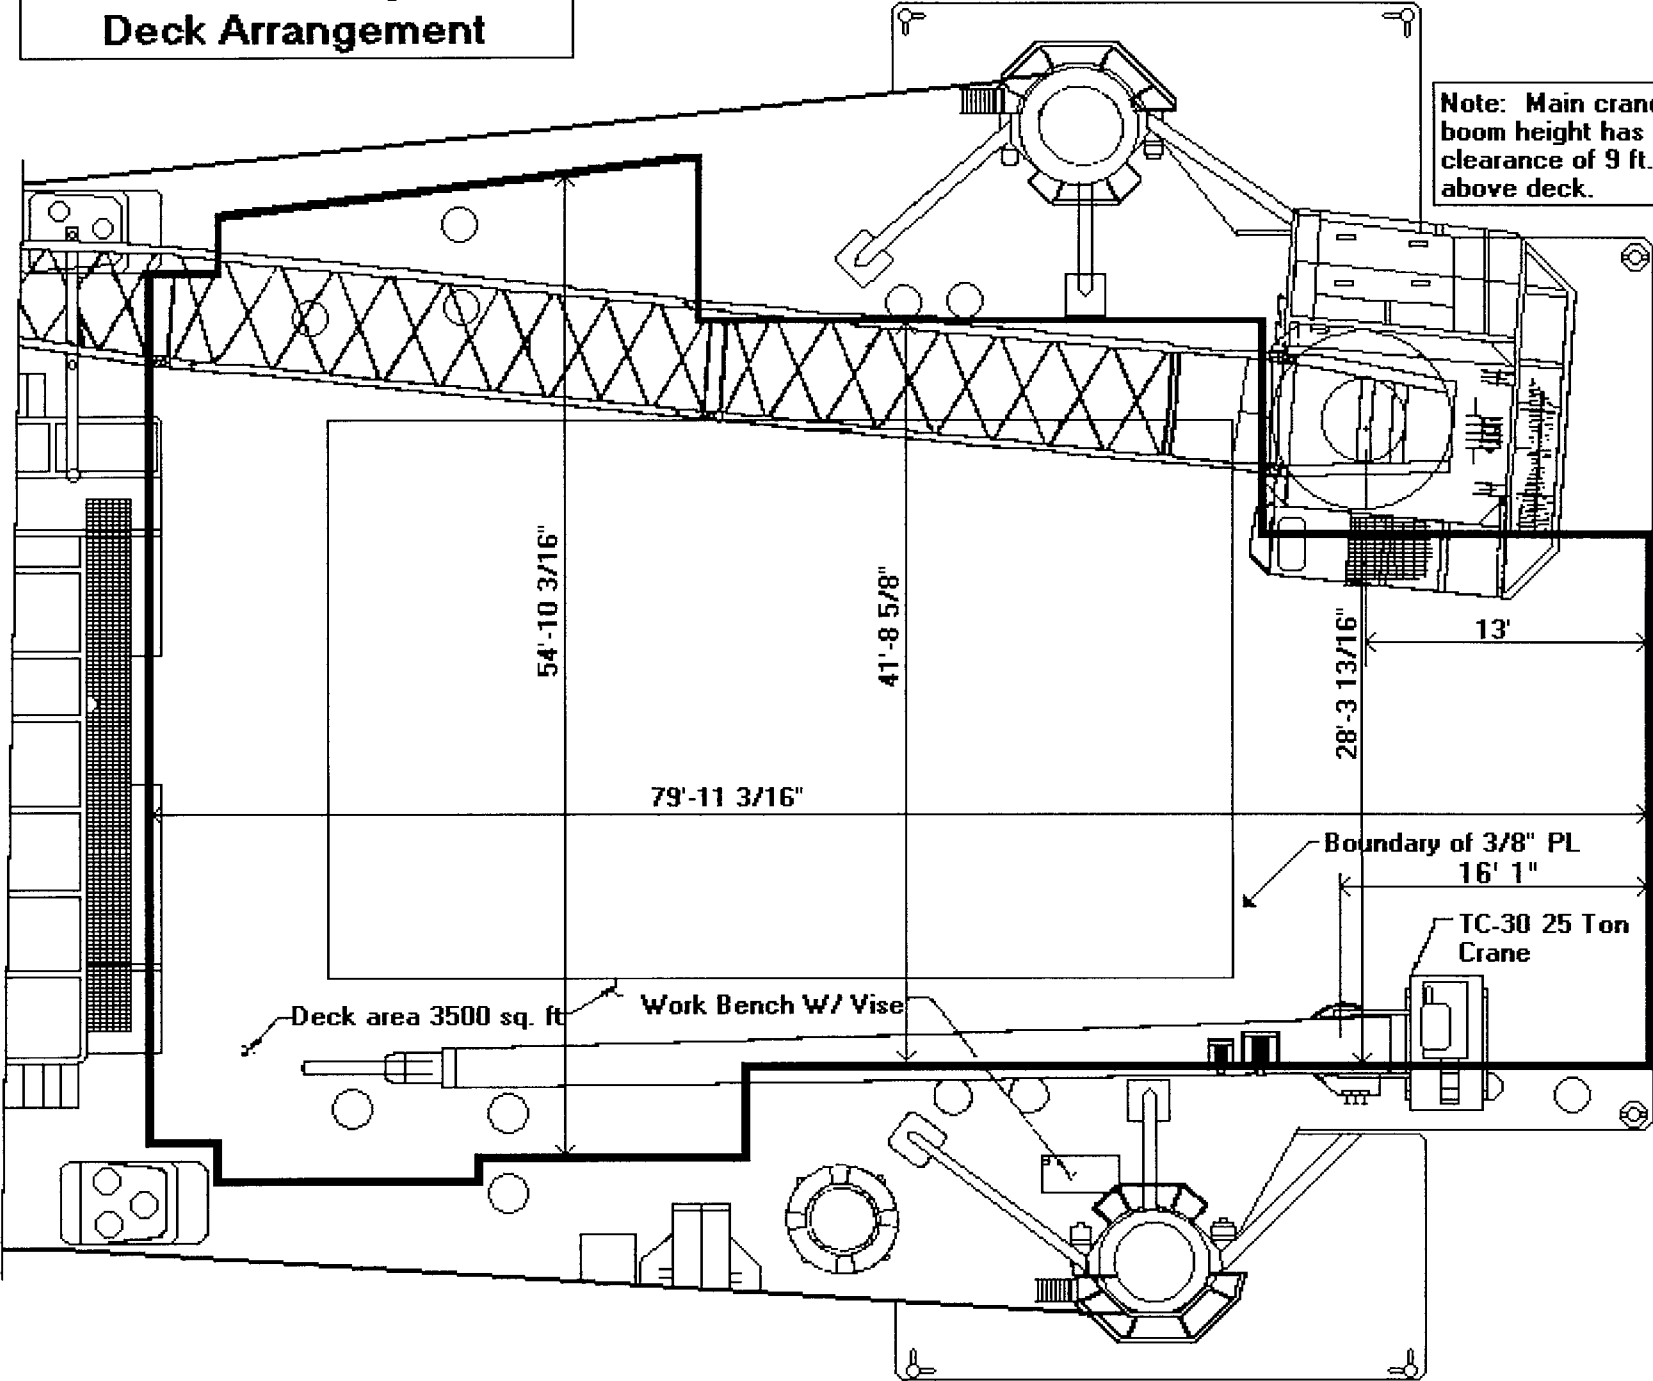 Deck Arrangement
Note: Main crane
boom height has
clearance of 9 ft.
above deck.
54'-10 3/16"
41'-8 5/8"
28'-3 13/16"
13'
79'-11 3/16"
Boundary of 3/8" PL
16' 1"
TC-30 25 Ton
Crane
Deck area 3500 sq. ft
Work Bench W/ Vise